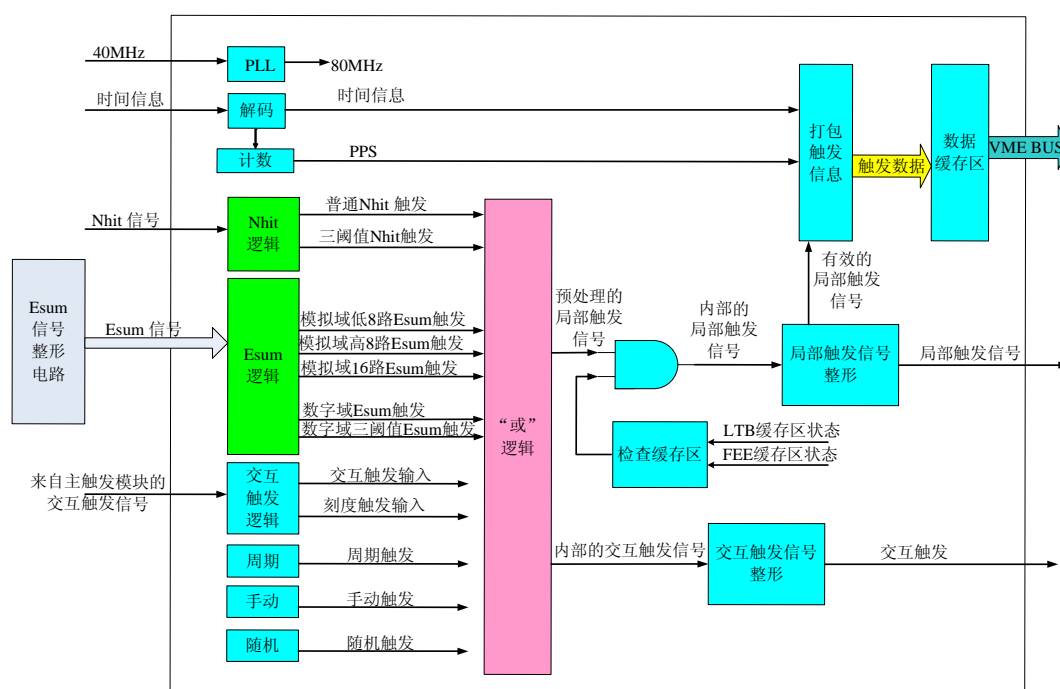 40MHz
PLL
80MHz
时间信息
解码
时间信息
计数
PPS
打包
触发
信息
触发数据
数据
缓存区
VME BUS
Nhit 信号
Nhit
逻辑
普通Nhit 触发
三阈值Nhit触发
Esum
信号
整形
电路
Esum 信号
Esum
逻辑
模拟域低8路Esum触发
模拟域高8路Esum触发
模拟域16路Esum触发
数字域Esum触发
数字域三阈值Esum触发
“或”
逻辑
预处理的
局部触发
信号
内部的
局部触发
信号
有效的
局部触发
信号
局部触发信号
整形
局部触发信号
检查缓存区
LTB缓存区状态
FEE缓存区状态
来自主触发模块的
交互触发信号
交互
触发
逻辑
交互触发输入
刻度触发输入
周期
周期触发
手动
手动触发
随机
随机触发
内部的交互触发信号
交互触发信号
整形
交互触发